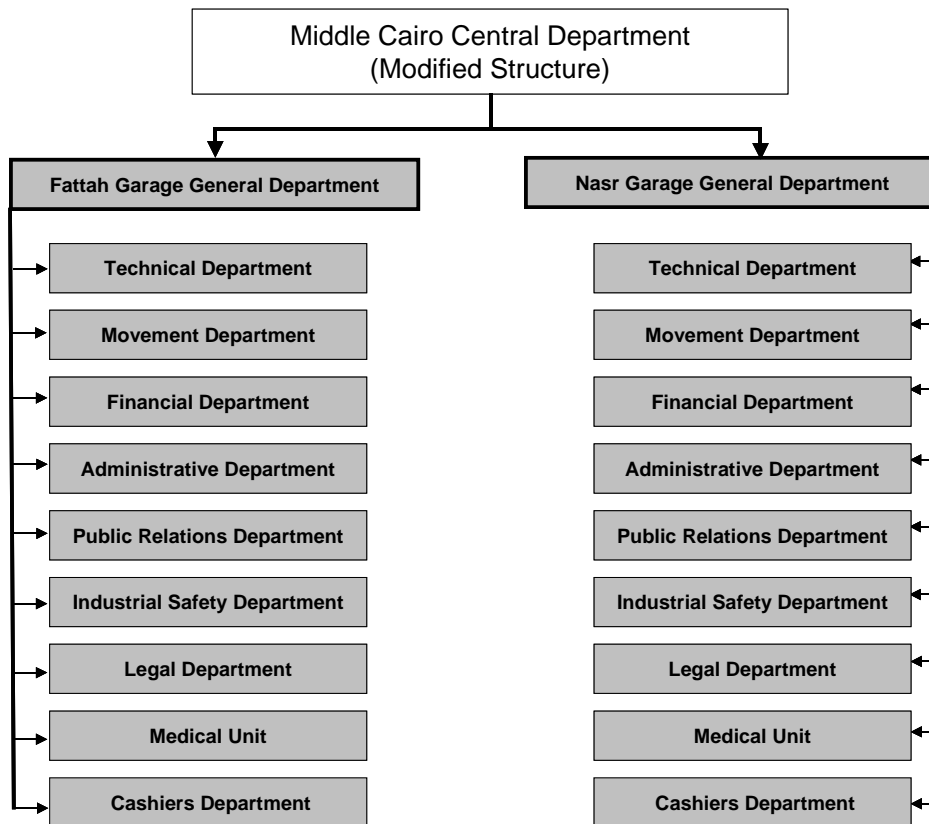 Middle Cairo Central Department
(Modified Structure)
Fattah Garage General Department
Technical Department
Movement Department
Financial Department
Administrative Department
Public Relations Department
Industrial Safety Department
Legal Department
Medical Unit
Cashiers Department
Nasr Garage General Department
Technical Department
Movement Department
Financial Department
Administrative Department
Public Relations Department
Industrial Safety Department
Legal Department
Medical Unit
Cashiers Department